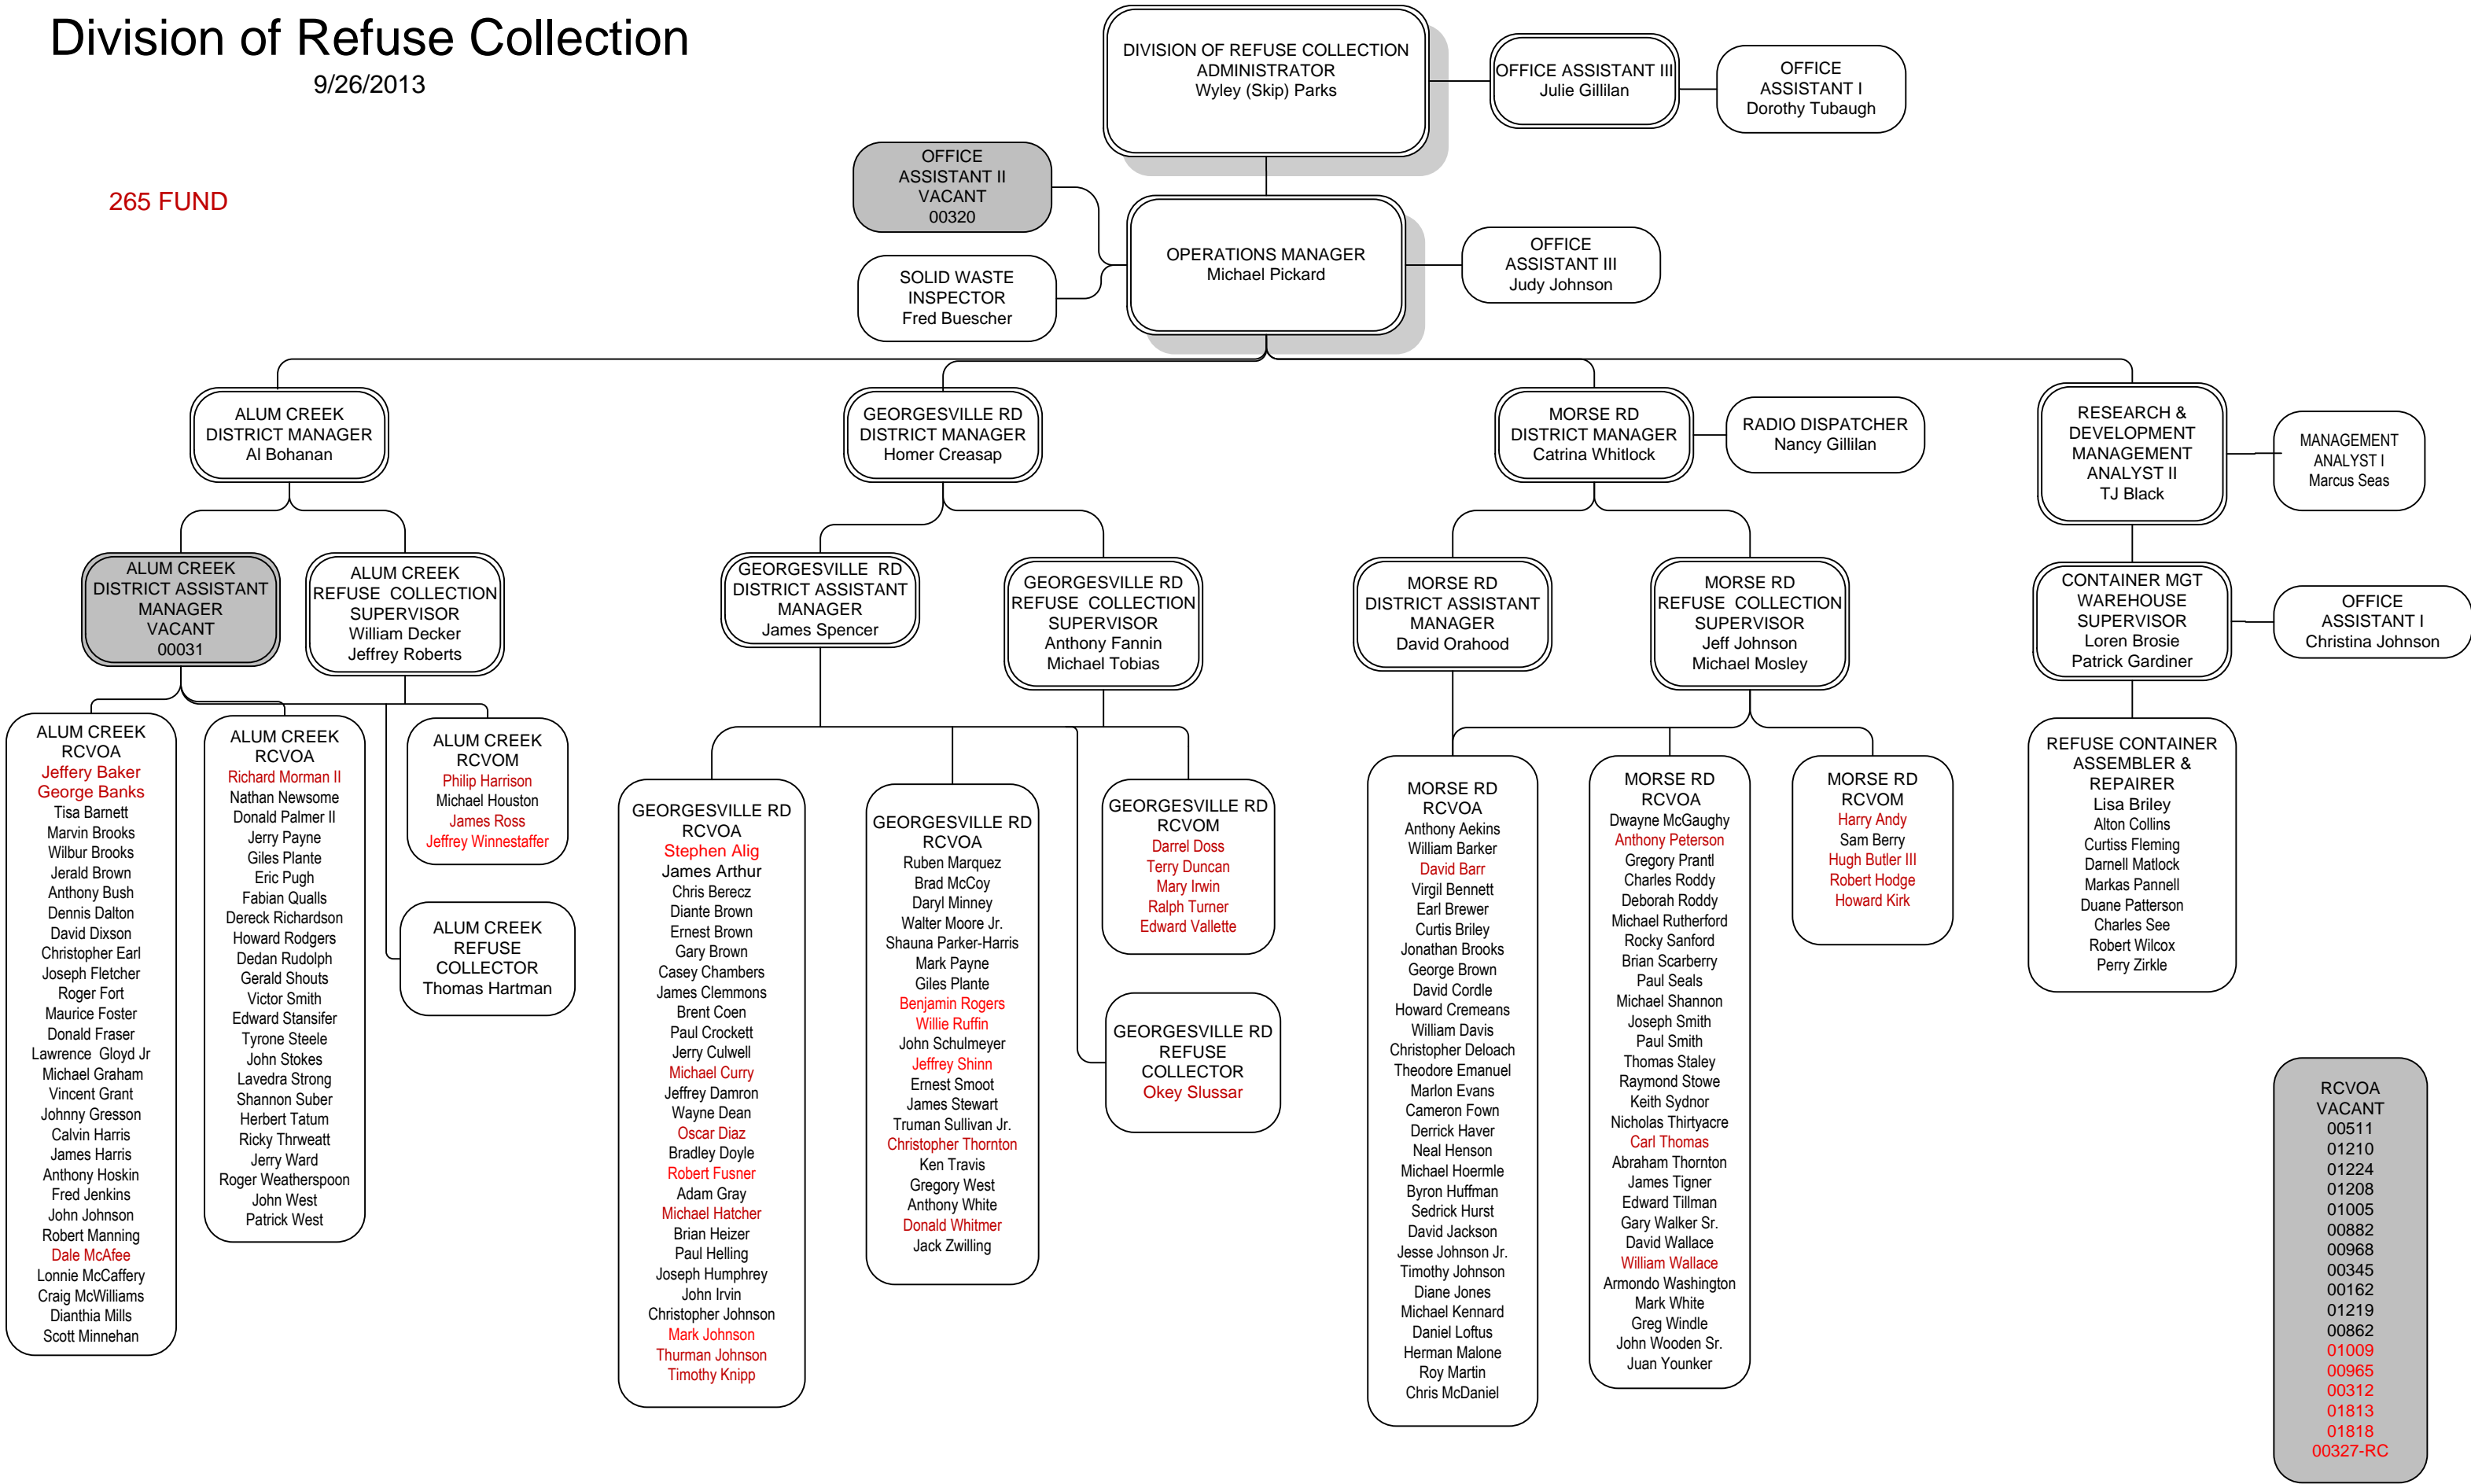 Division of Refuse Collection
9/26/2013
265 FUND
DIVISION OF REFUSE COLLECTION
ADMINISTRATOR
Wyley (Skip) Parks
OFFICE ASSISTANT III
Julie Gillilan
OFFICE
ASSISTANT I
Dorothy Tubaugh
OFFICE
ASSISTANT II
VACANT
00320
SOLID WASTE
INSPECTOR
Fred Buescher
OPERATIONS MANAGER
Michael Pickard
OFFICE
ASSISTANT III
Judy Johnson
ALUM CREEK
DISTRICT MANAGER
Al Bohanan
GEORGESVILLE RD
DISTRICT MANAGER
Homer Creasap
MORSE RD
DISTRICT MANAGER
Catrina Whitlock
RADIO DISPATCHER
Nancy Gillilan
RESEARCH &
DEVELOPMENT
MANAGEMENT
ANALYST II
TJ Black
MANAGEMENT
ANALYST I
Marcus Seas
ALUM CREEK
DISTRICT ASSISTANT
MANAGER
VACANT
00031
ALUM CREEK
REFUSE  COLLECTION
SUPERVISOR
William Decker
Jeffrey Roberts
GEORGESVILLE  RD
DISTRICT ASSISTANT
MANAGER
James Spencer
GEORGESVILLE RD
REFUSE  COLLECTION
SUPERVISOR
Anthony Fannin
Michael Tobias
MORSE RD
DISTRICT ASSISTANT
MANAGER
David Orahood
MORSE RD
REFUSE  COLLECTION
SUPERVISOR
Jeff Johnson
Michael Mosley
CONTAINER MGT
WAREHOUSE
SUPERVISOR
Loren Brosie
Patrick Gardiner
OFFICE
ASSISTANT I
Christina Johnson
ALUM CREEK
RCVOA
Jeffery Baker
George Banks
Tisa Barnett
Marvin Brooks
Wilbur Brooks
Jerald Brown
Anthony Bush
Dennis Dalton
David Dixson
Christopher Earl
Joseph Fletcher
Roger Fort
Maurice Foster
Donald Fraser
Lawrence  Gloyd Jr
Michael Graham
Vincent Grant
Johnny Gresson
Calvin Harris
James Harris
Anthony Hoskin
Fred Jenkins
John Johnson
Robert Manning
Dale McAfee
Lonnie McCaffery
Craig McWilliams
Dianthia Mills
Scott Minnehan
ALUM CREEK
RCVOA
Richard Morman II
Nathan Newsome
Donald Palmer II
Jerry Payne
Giles Plante
Eric Pugh
Fabian Qualls
Dereck Richardson
Howard Rodgers
Dedan Rudolph
Gerald Shouts
Victor Smith
Edward Stansifer
Tyrone Steele
John Stokes
Lavedra Strong
Shannon Suber
Herbert Tatum
Ricky Thrweatt
Jerry Ward
Roger Weatherspoon
John West
Patrick West
ALUM CREEK
RCVOM
Philip Harrison
Michael Houston
James Ross
Jeffrey Winnestaffer
ALUM CREEK
REFUSE
COLLECTOR
Thomas Hartman
GEORGESVILLE RD
RCVOA
Stephen Alig
James Arthur
Chris Berecz
Diante Brown
Ernest Brown
Gary Brown
Casey Chambers
James Clemmons
Brent Coen
Paul Crockett
Jerry Culwell
Michael Curry
Jeffrey Damron
Wayne Dean
Oscar Diaz
Bradley Doyle
Robert Fusner
Adam Gray
Michael Hatcher
Brian Heizer
Paul Helling
Joseph Humphrey
John Irvin
Christopher Johnson
Mark Johnson
Thurman Johnson
Timothy Knipp
GEORGESVILLE RD
RCVOA
Ruben Marquez
Brad McCoy
Daryl Minney
Walter Moore Jr.
Shauna Parker-Harris
Mark Payne
Giles Plante
Benjamin Rogers
Willie Ruffin
John Schulmeyer
Jeffrey Shinn
Ernest Smoot
James Stewart
Truman Sullivan Jr.
Christopher Thornton
Ken Travis
Gregory West
Anthony White
Donald Whitmer
Jack Zwilling
GEORGESVILLE RD
RCVOM
Darrel Doss
Terry Duncan
Mary Irwin
Ralph Turner
Edward Vallette
GEORGESVILLE RD
REFUSE
COLLECTOR
Okey Slussar
MORSE RD
RCVOA
Anthony Aekins
William Barker
David Barr
Virgil Bennett
Earl Brewer
Curtis Briley
Jonathan Brooks
George Brown
David Cordle
Howard Cremeans
William Davis
Christopher Deloach
Theodore Emanuel
Marlon Evans
Cameron Fown
Derrick Haver
Neal Henson
Michael Hoermle
Byron Huffman
Sedrick Hurst
David Jackson
Jesse Johnson Jr.
Timothy Johnson
Diane Jones
Michael Kennard
Daniel Loftus
Herman Malone
Roy Martin
Chris McDaniel
MORSE RD
RCVOA
Dwayne McGaughy
Anthony Peterson
Gregory Prantl
Charles Roddy
Deborah Roddy
Michael Rutherford
Rocky Sanford
Brian Scarberry
Paul Seals
Michael Shannon
Joseph Smith
Paul Smith
Thomas Staley
Raymond Stowe
Keith Sydnor
Nicholas Thirtyacre
Carl Thomas
Abraham Thornton
James Tigner
Edward Tillman
Gary Walker Sr.
David Wallace
William Wallace
Armondo Washington
Mark White
Greg Windle
John Wooden Sr.
Juan Younker
MORSE RD
RCVOM
Harry Andy
Sam Berry
Hugh Butler III
Robert Hodge
Howard Kirk
REFUSE CONTAINER
ASSEMBLER &
REPAIRER
Lisa Briley
Alton Collins
Curtiss Fleming
Darnell Matlock
Markas Pannell
Duane Patterson
Charles See
Robert Wilcox
Perry Zirkle
RCVOA
VACANT
00511
01210
01224
01208
01005
00882
00968
00345
00162
01219
00862
01009
00965
00312
01813
01818
00327-RC